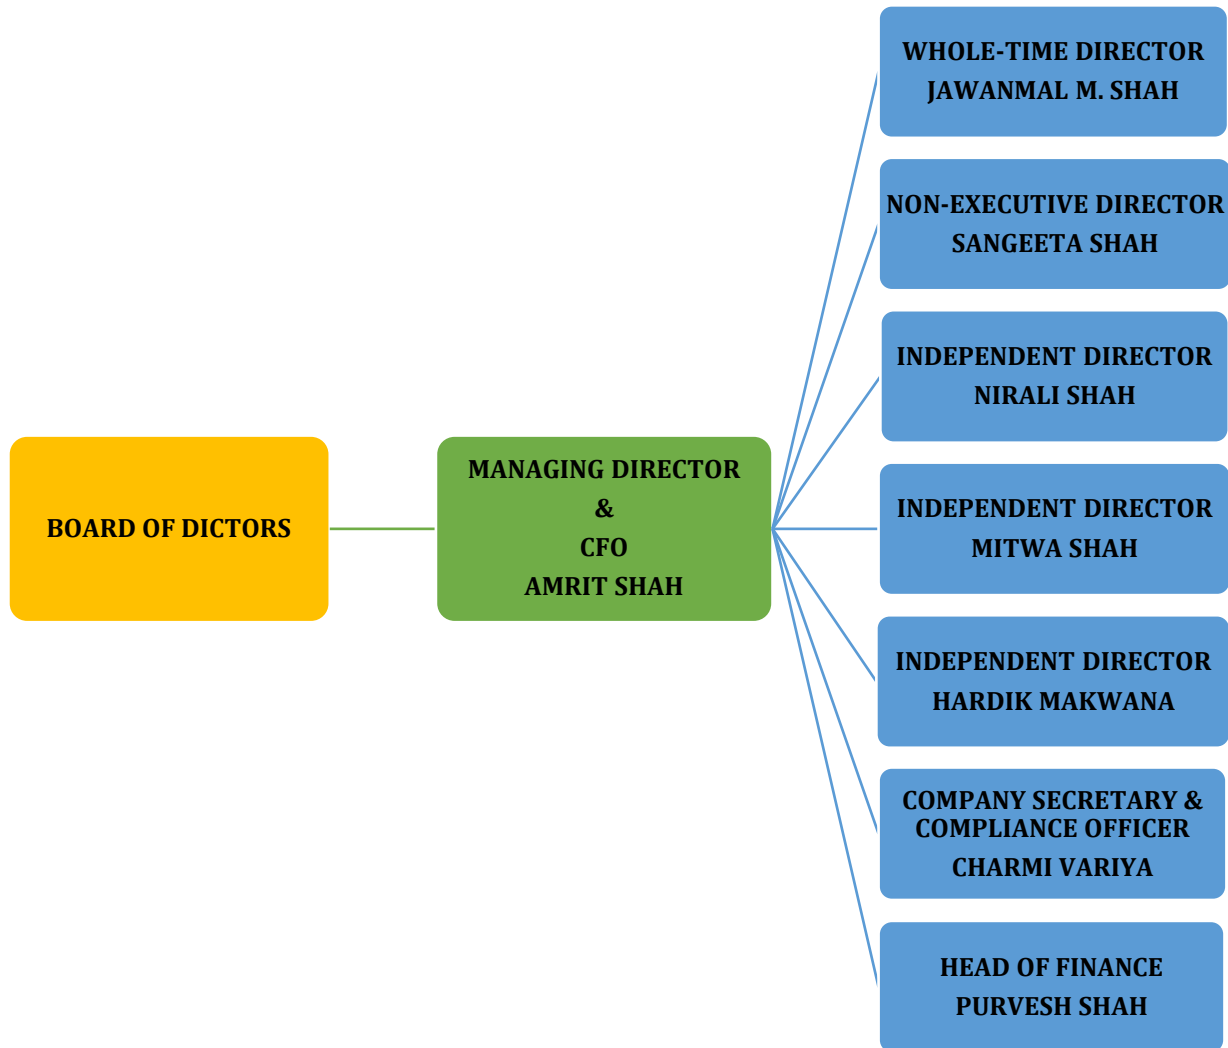 BOARD OF DICTORS
MANAGING DIRECTOR
&
CFO
AMRIT SHAH
WHOLE-TIME DIRECTOR
JAWANMAL M. SHAH
NON-EXECUTIVE DIRECTOR
SANGEETA SHAH
INDEPENDENT DIRECTOR
NIRALI SHAH
INDEPENDENT DIRECTOR
MITWA SHAH
INDEPENDENT DIRECTOR
HARDIK MAKWANA
COMPANY SECRETARY &
COMPLIANCE OFFICER
CHARMI VARIYA
HEAD OF FINANCE
PURVESH SHAH